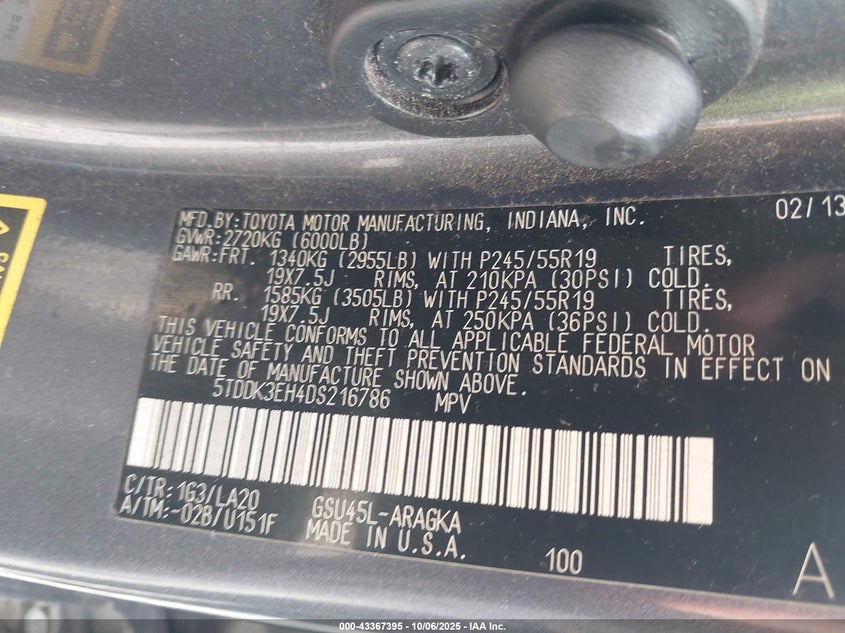 MFD.BY:TOYOTA MOTOR MANUFACTURING, INDIANA, INC. 02/13
GVWR:2720KG (6000LB)
GAWR:FRT. 1340KG (2955LB) WITH P245/55R19 TIRES,
19X7.5J RIMS, AT 210KPA (30PSI) COLD.
RR. 1585KG (3505LB) WITH P245/55R19 TIRES,
19X7.5J RIMS, AT 250KPA (36PSI) COLD.
THIS VEHICLE CONFORMS TO ALL APPLICABLE FEDERAL MOTOR
VEHICLE SAFETY AND THEFT PREVENTION STANDARDS IN EFFECT ON
THE DATE OF MANUFACTURE SHOWN ABOVE.
5TDDK3EH4DS216786 MPV
C/TR:1G3/LA20 GSU45L-ARAGKA
A/TM:-02B/U151F MADE IN U.S.A.
100
A
000-43367395 - 10/06/2025 - IAA Inc.